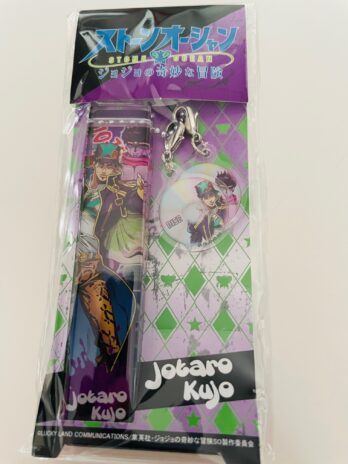 ストーンオーシャン
STONE OCEAN
ジョジョの奇妙な冒険
DISC
Jotaro
Kujo
Jotaro
Kujo
©LUCKY LAND COMMUNICATIONS/集英社・ジョジョの奇妙な冒険SO製作委員会